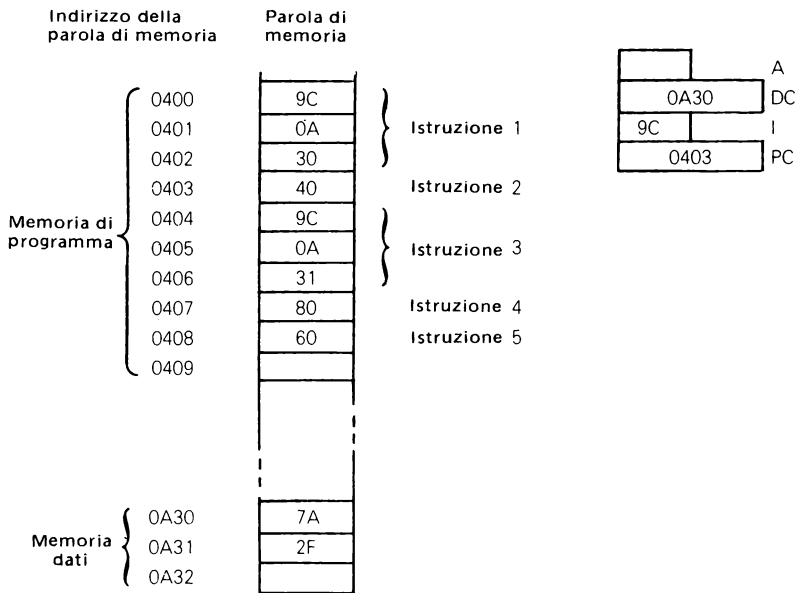 Indirizzo della parola di memoria
Parola di memoria
0400 9C
0401 0A Istruzione 1
0402 30
0403 40 Istruzione 2
0404 9C
0405 0A Istruzione 3
0406 31
0407 80 Istruzione 4
0408 60 Istruzione 5
0409
Memoria di programma
A
0A30 DC
9C I
0403 PC
0A30 7A
0A31 2F
0A32
Memoria dati